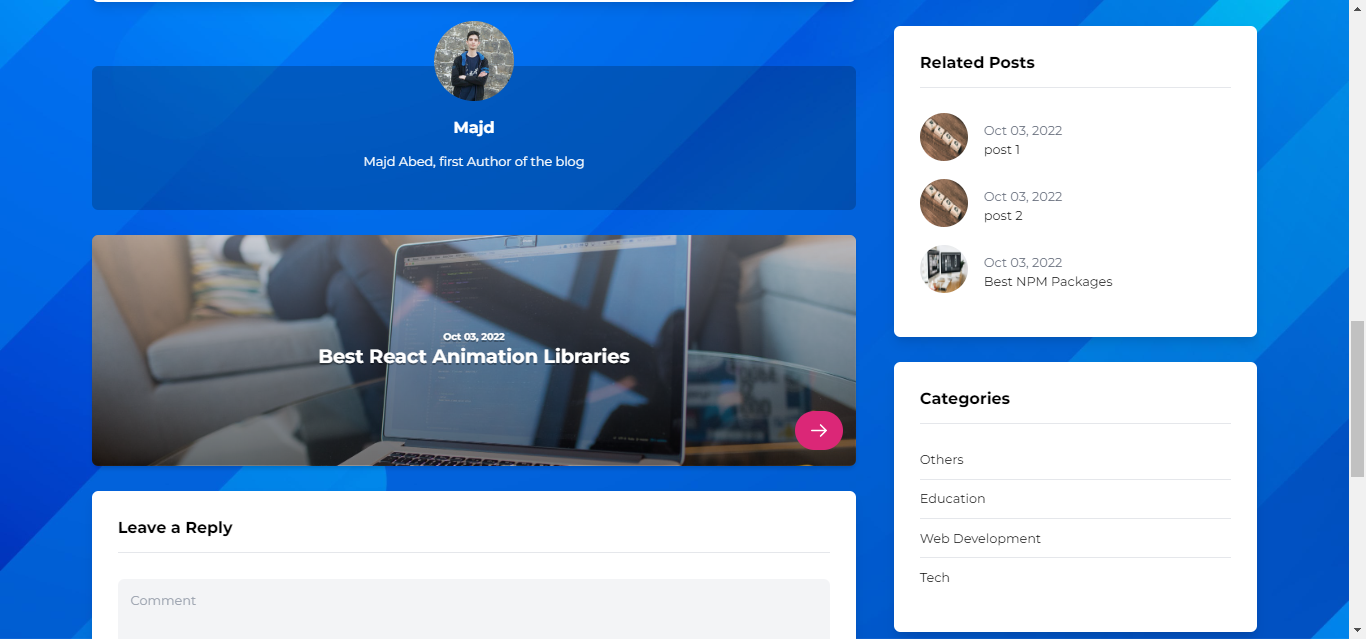 Majd
Majd Abed, first Author of the blog
Oct 03, 2022
Best React Animation Libraries
Leave a Reply
Comment
Related Posts
Oct 03, 2022
post 1
Oct 03, 2022
post 2
Oct 03, 2022
Best NPM Packages
Categories
Others
Education
Web Development
Tech